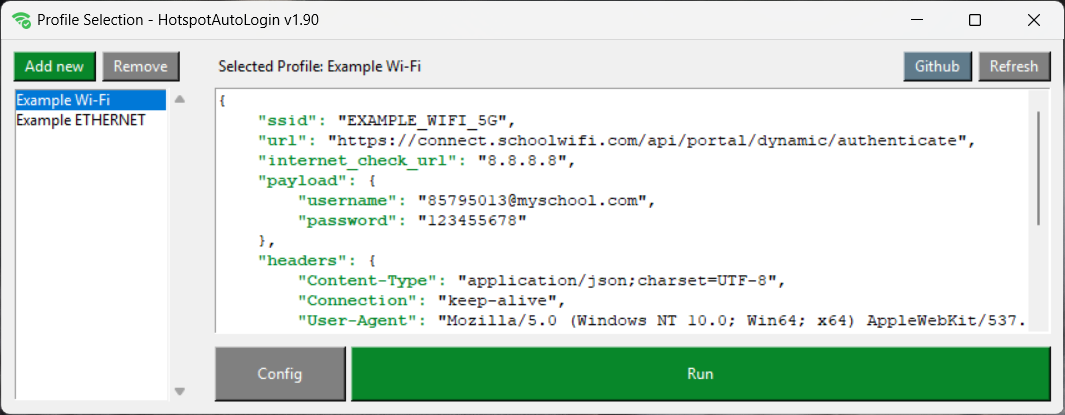 Profile Selection - HotspotAutoLogin v1.90
Add new
Remove
Selected Profile: Example Wi-Fi
Github
Refresh
Example Wi-Fi
Example ETHERNET
{
"ssid": "EXAMPLE_WIFI_5G",
"url": "https://connect.schoolwifi.com/api/portal/dynamic/authenticate",
"internet_check_url": "8.8.8.8",
"payload": {
"username": "85795013@myschool.com",
"password": "123455678"
},
"headers": {
"Content-Type": "application/json;charset=UTF-8",
"Connection": "keep-alive",
"User-Agent": "Mozilla/5.0 (Windows NT 10.0; Win64; x64) AppleWebKit/537.
Config
Run